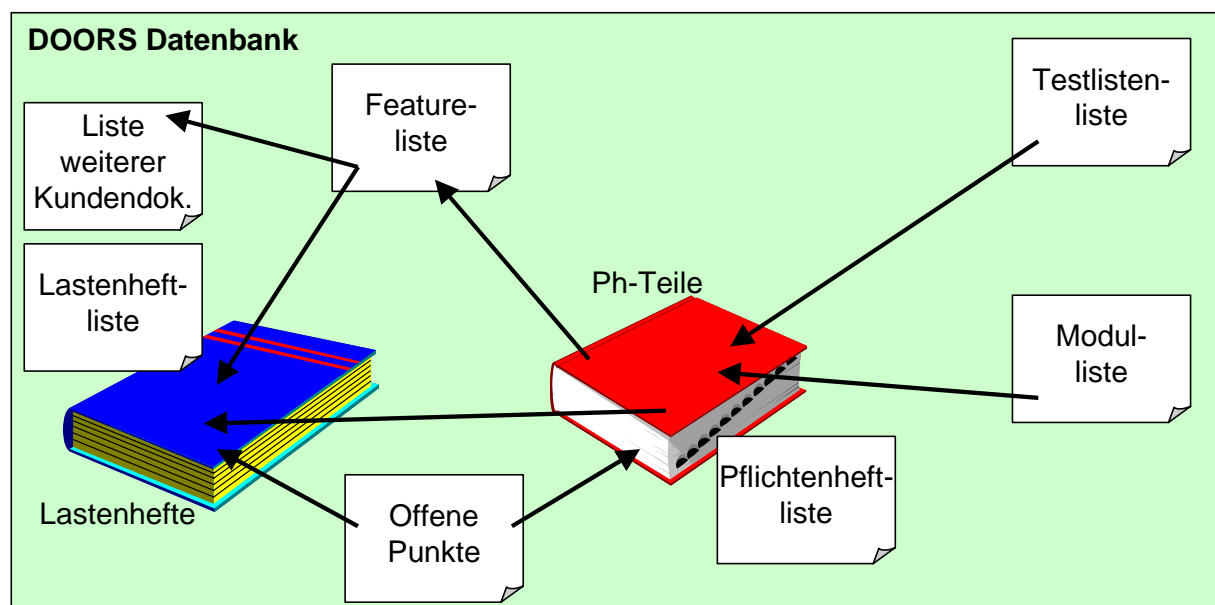 DOORS Datenbank
Liste
weiterer
Kundendok.
Feature-
liste
Testlisten-
liste
Lastenheft-
liste
Ph-Teile
Modul-
liste
Lastenhefte
Offene
Punkte
Pflichtenheft-
liste